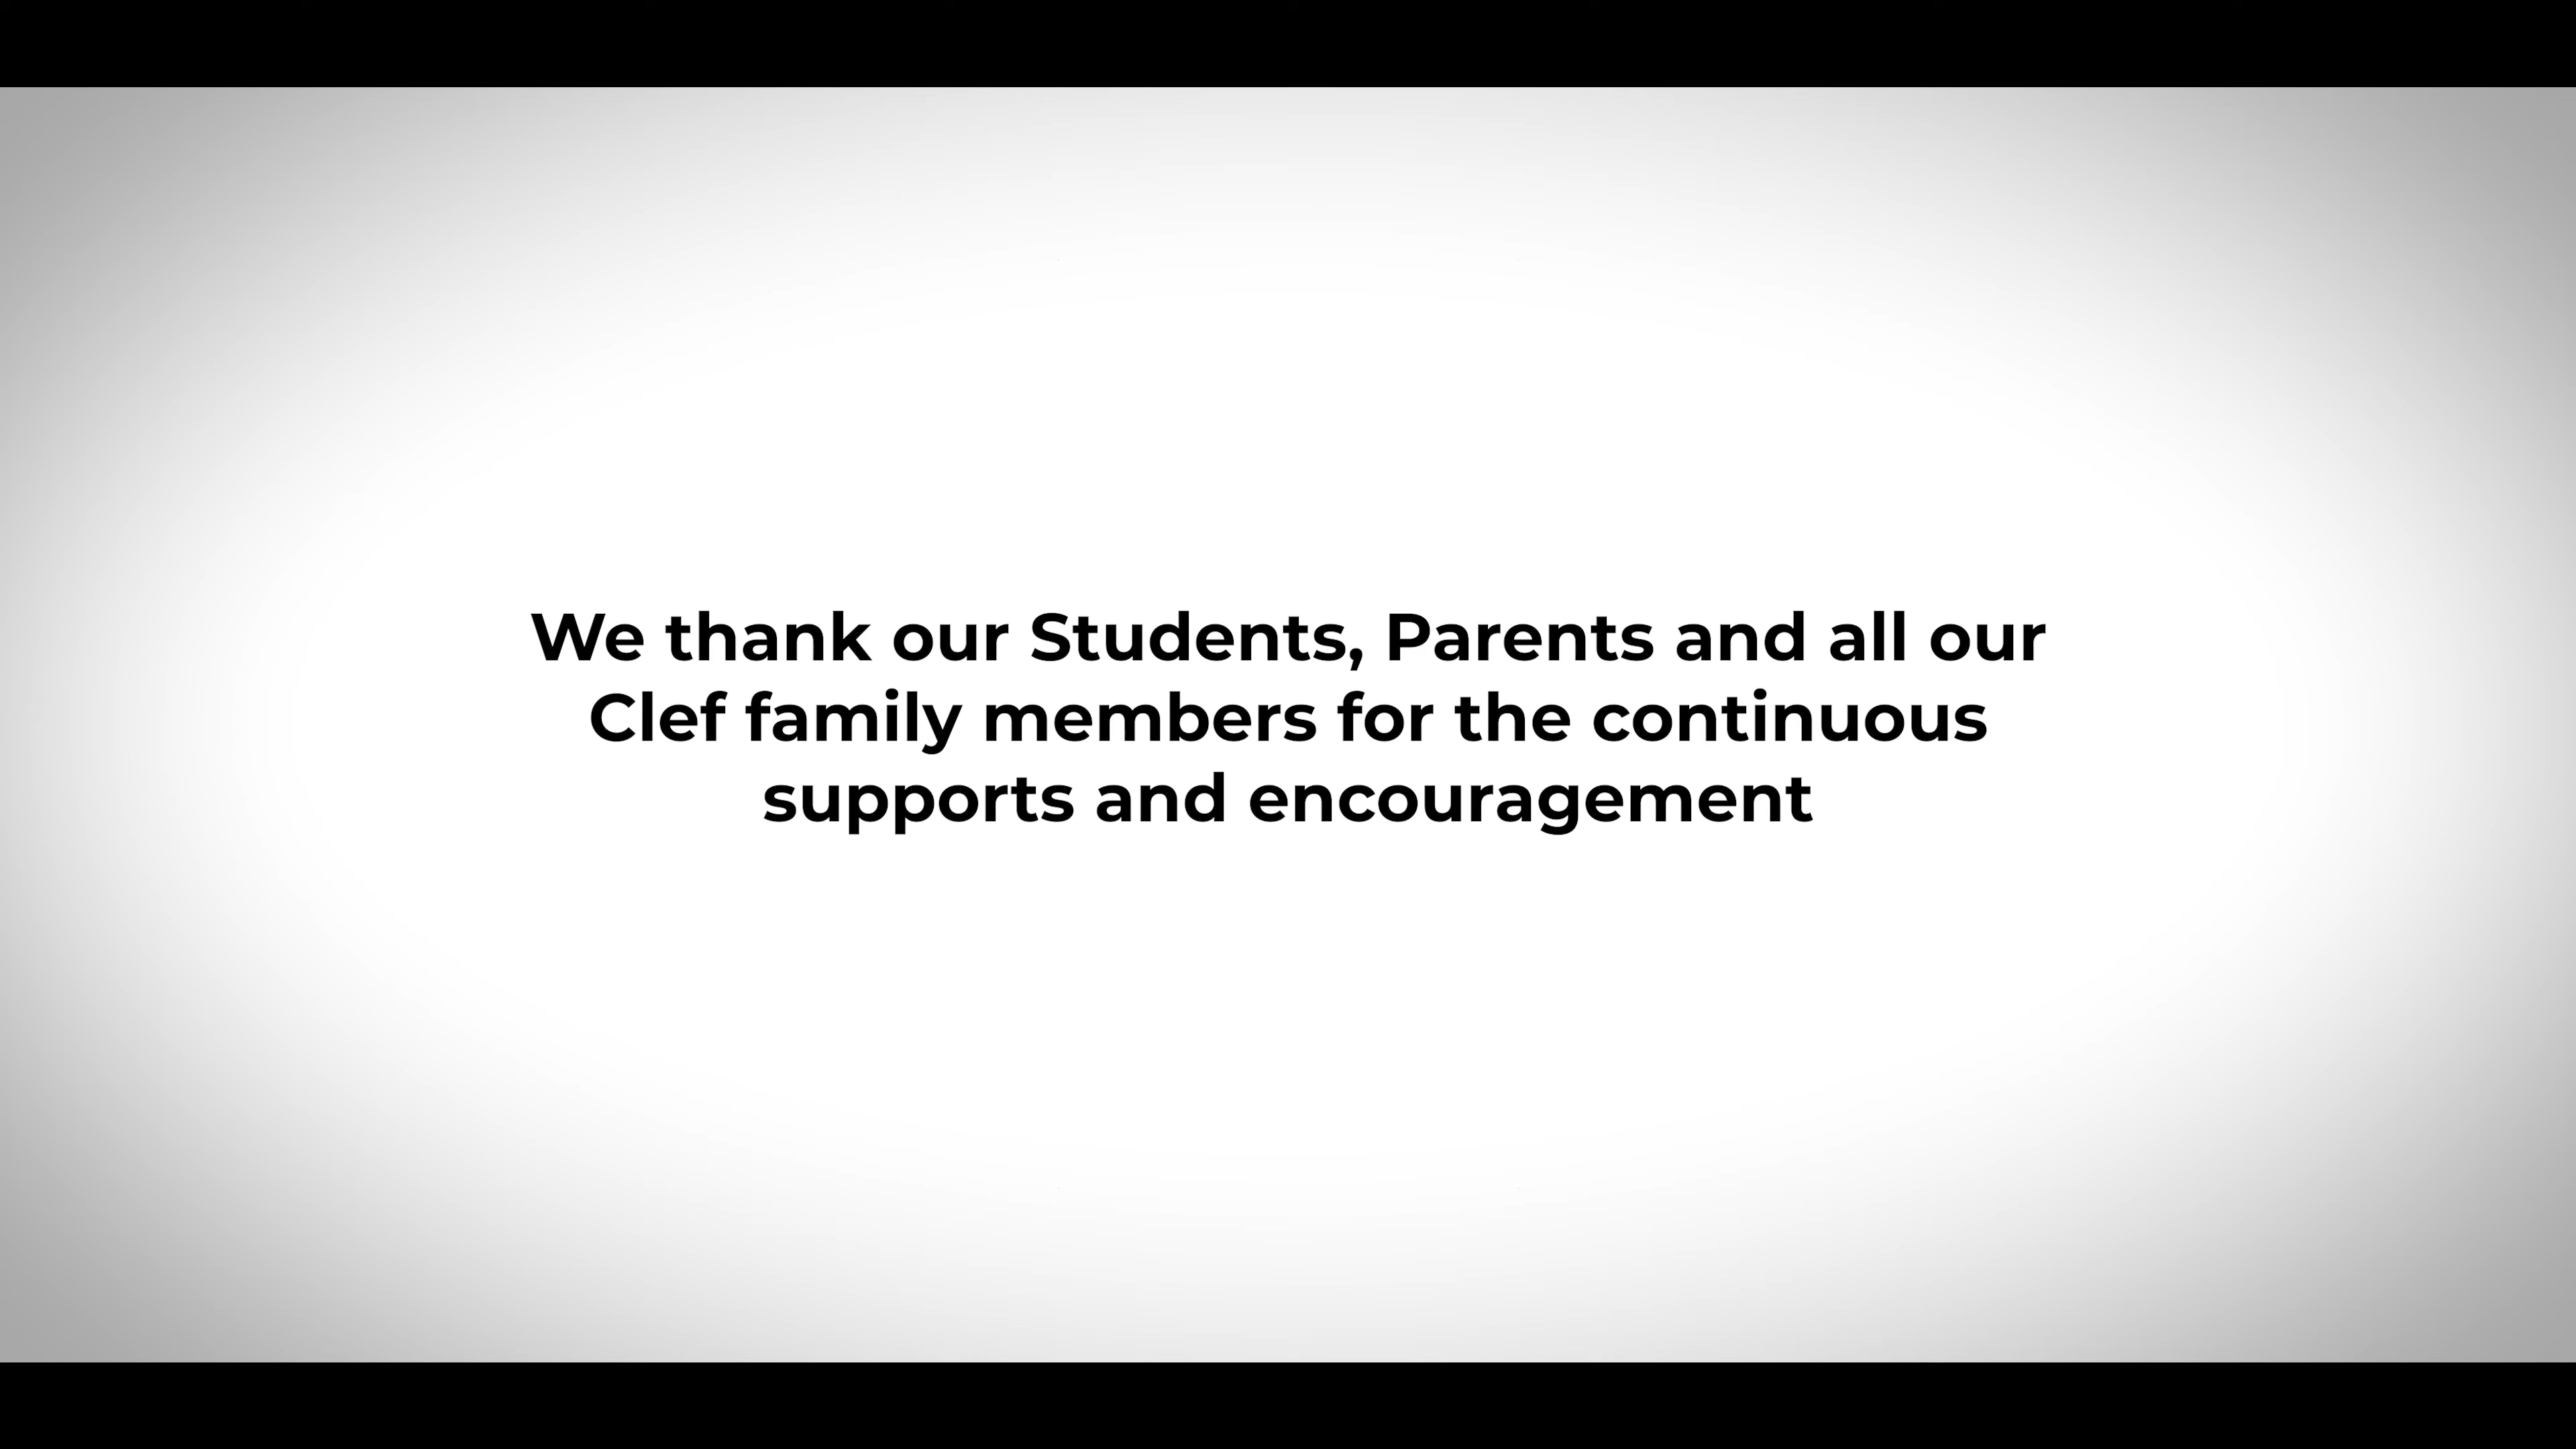 We thank our Students, Parents and all our
Clef family members for the continuous
supports and encouragement